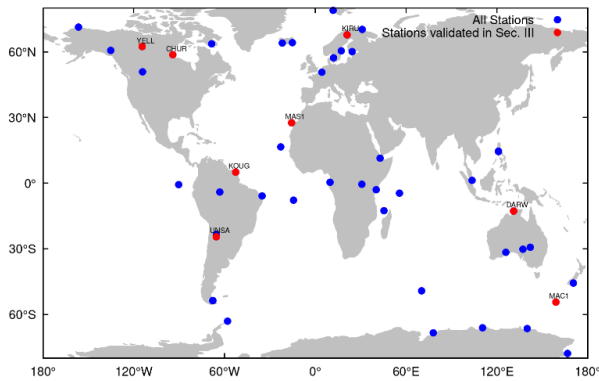 All Stations
Stations validated in Sec. III
KIRU
YELL
CHUR
MAS1
KOUG
DARW
UNSA
MAC1
60°N
30°N
0°
30°S
60°S
180° 120°W 60°W 0° 60°E 120°E 180°